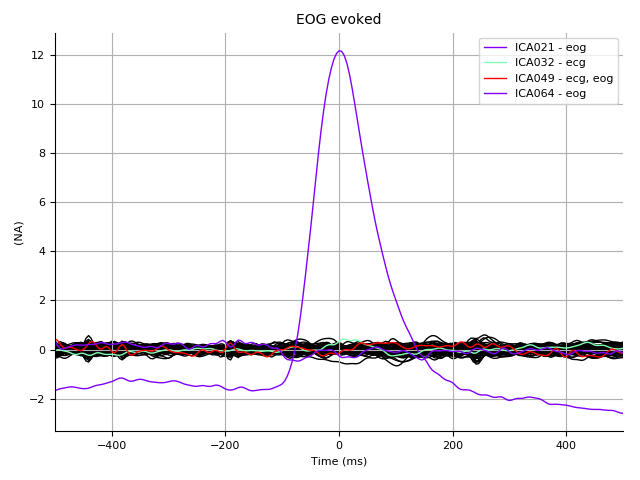 EOG evoked
ICA021 - eog
ICA032 - ecg
ICA049 - ecg, eog
ICA064 - eog
12
10
8
6
4
2
0
−2
(NA)
−400 −200 0 200 400
Time (ms)